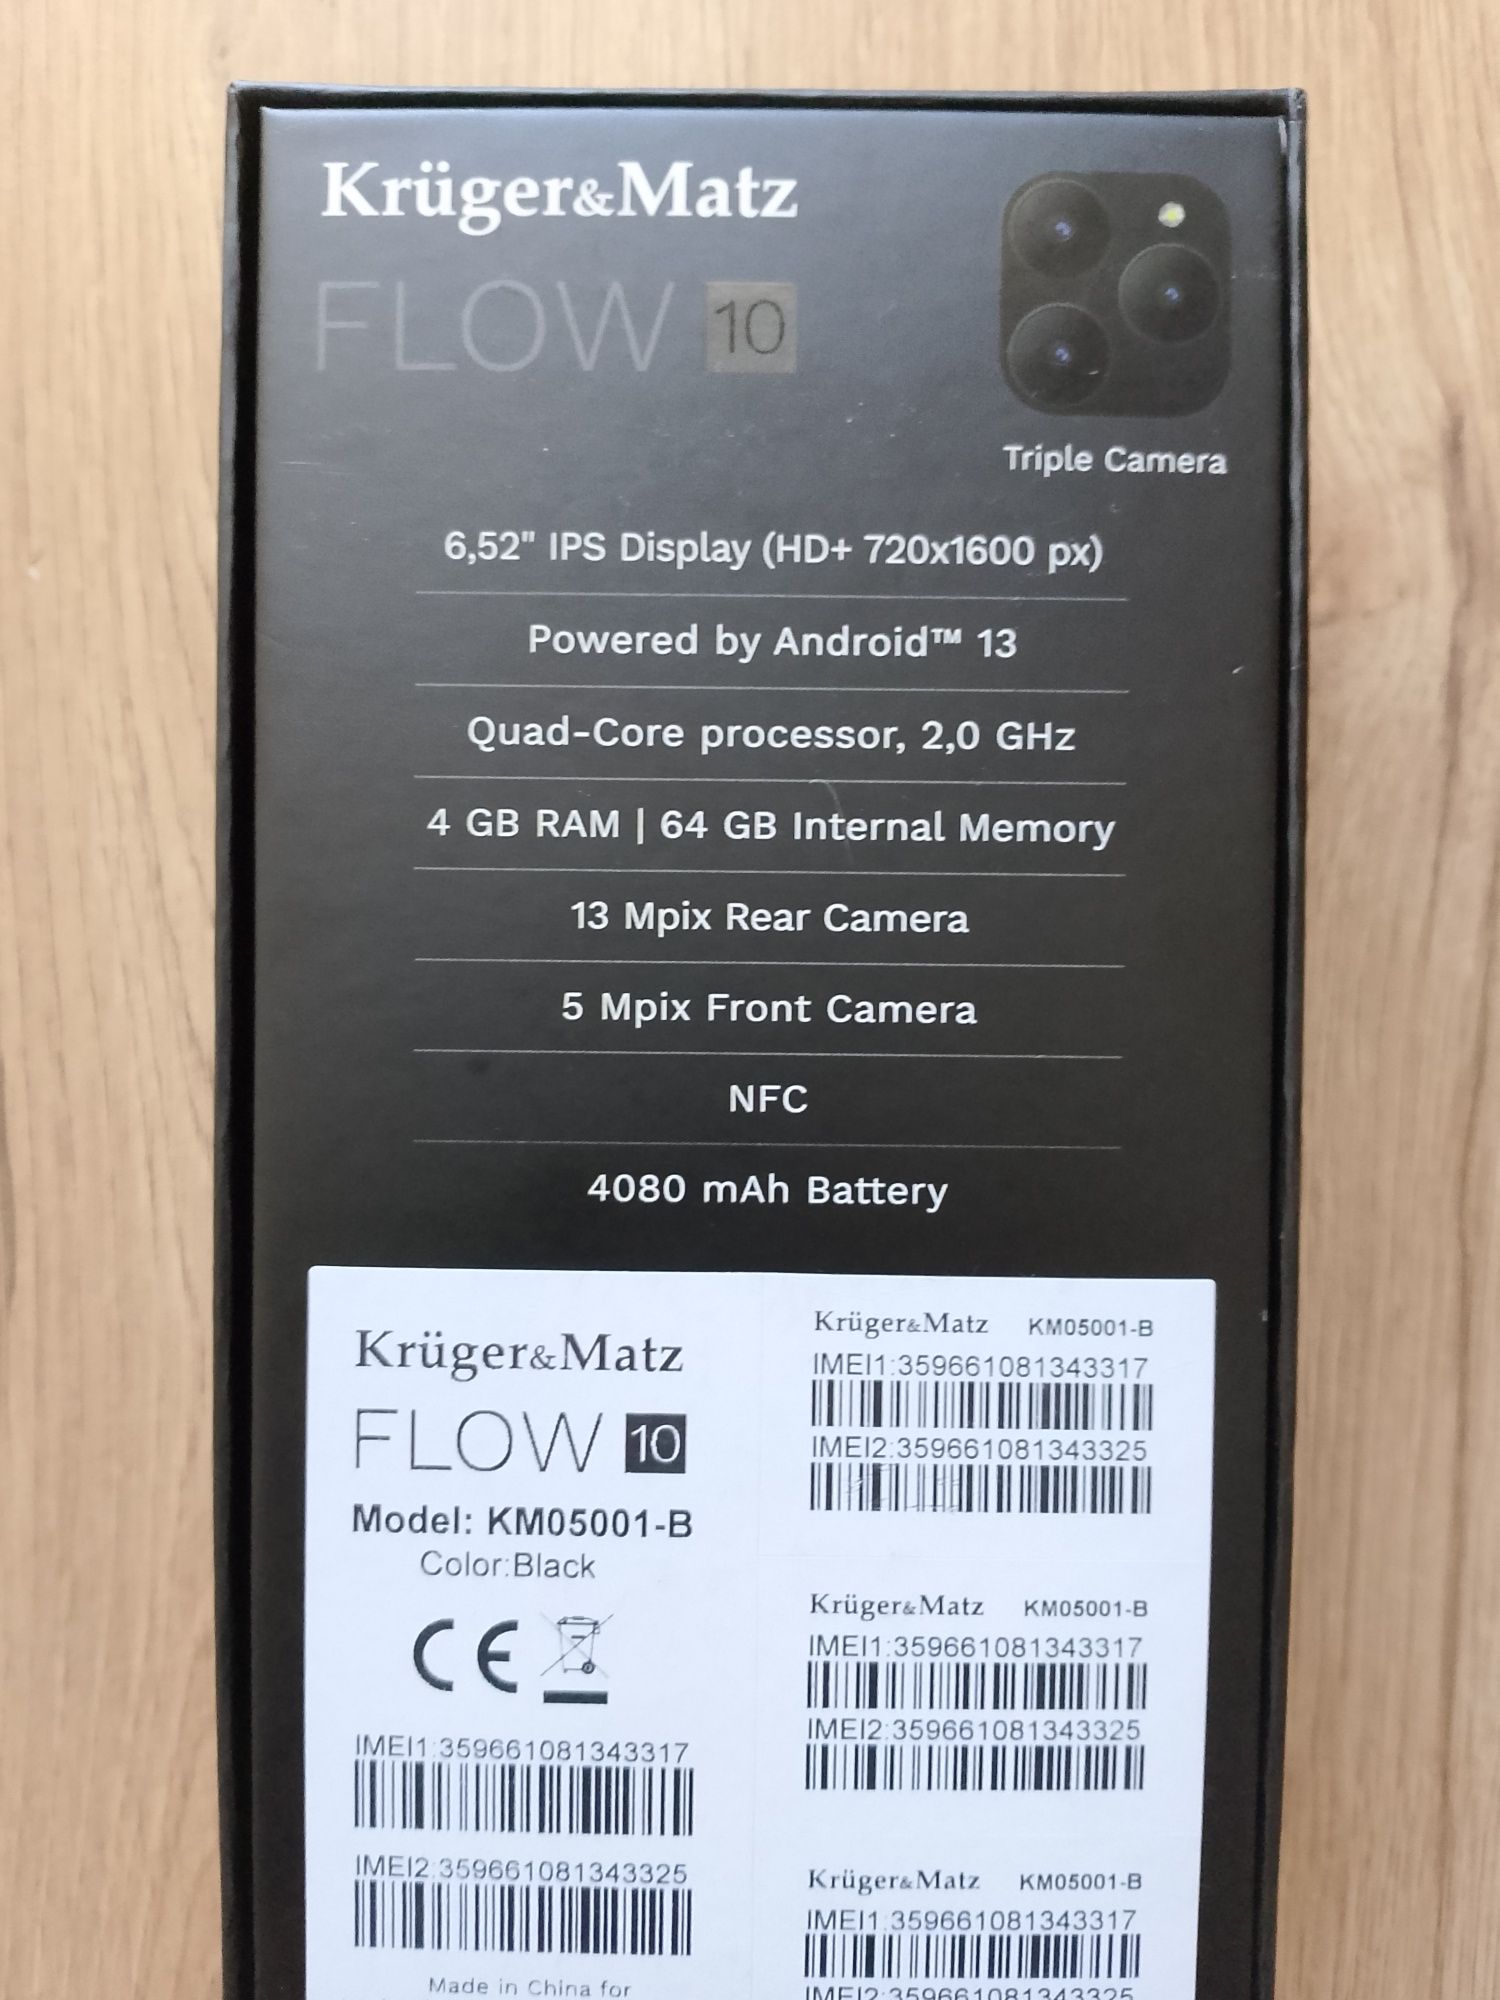 Krüger&Matz
FLOW 10
Triple Camera
6,52" IPS Display (HD+ 720x1600 px)
Powered by Android™ 13
Quad-Core processor, 2,0 GHz
4 GB RAM | 64 GB Internal Memory
13 Mpix Rear Camera
5 Mpix Front Camera
NFC
4080 mAh Battery
Krüger&Matz
FLOW 10
Model: KM05001-B
Color:Black
CE
IMEI1:359661081343317
IMEI2:359661081343325
Made in China for
Krüger&Matz KM05001-B
IMEI1:359661081343317
IMEI2:359661081343325
Krüger&Matz KM05001-B
IMEI1:359661081343317
IMEI2:359661081343325
Krüger&Matz KM05001-B
IMEI1:359661081343317
IMEI2:359661081343325